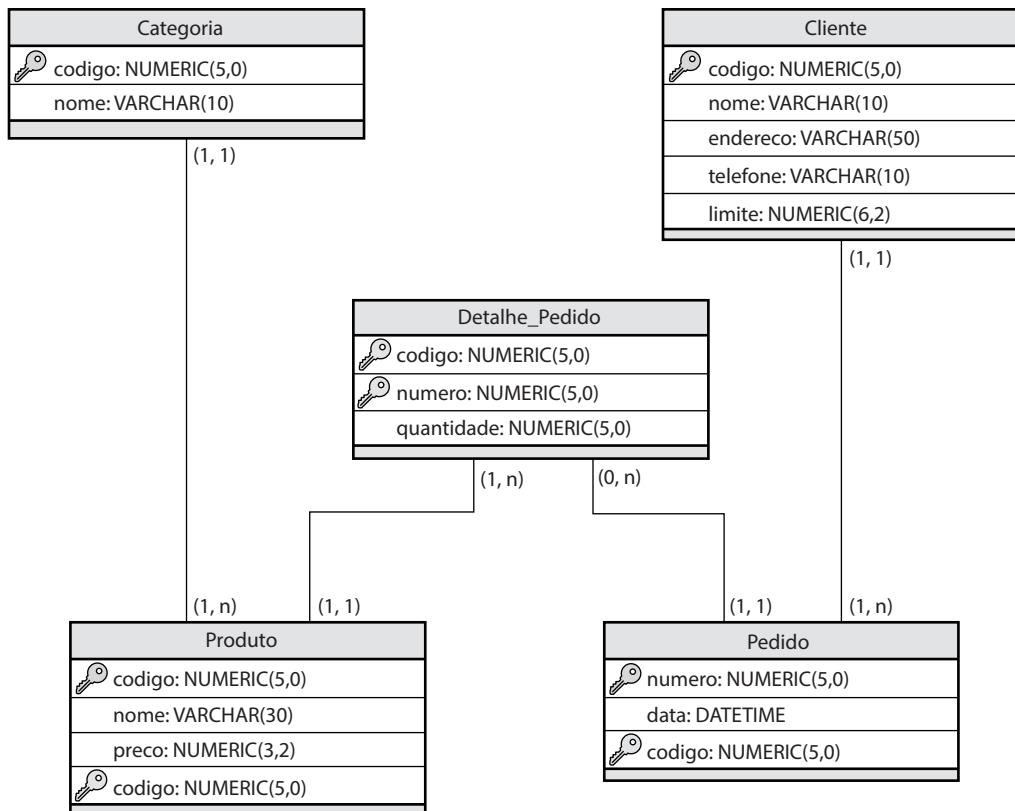 Categoria
codigo: NUMERIC(5,0)
nome: VARCHAR(10)
(1, 1)
Cliente
codigo: NUMERIC(5,0)
nome: VARCHAR(10)
endereco: VARCHAR(50)
telefone: VARCHAR(10)
limite: NUMERIC(6,2)
(1, 1)
Detalhe_Pedido
codigo: NUMERIC(5,0)
numero: NUMERIC(5,0)
quantidade: NUMERIC(5,0)
(1, n)
(0, n)
(1, n)
(1, 1)
(1, 1)
(1, n)
Produto
codigo: NUMERIC(5,0)
nome: VARCHAR(30)
preco: NUMERIC(3,2)
codigo: NUMERIC(5,0)
Pedido
numero: NUMERIC(5,0)
data: DATETIME
codigo: NUMERIC(5,0)